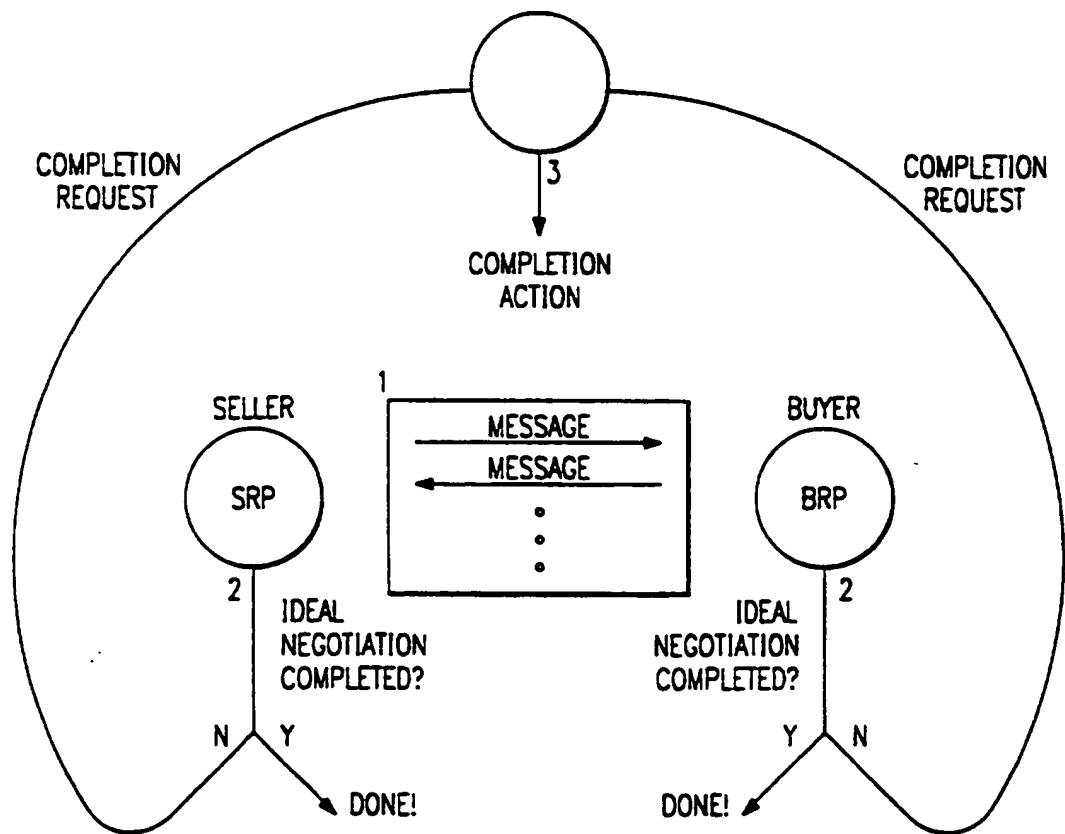 COMPLETION
REQUEST
COMPLETION
REQUEST
3
COMPLETION
ACTION
1
SELLER
BUYER
MESSAGE
MESSAGE
SRP
BRP
2
IDEAL
NEGOTIATION
COMPLETED?
IDEAL
NEGOTIATION
COMPLETED?
2
N
Y
Y
N
DONE!
DONE!